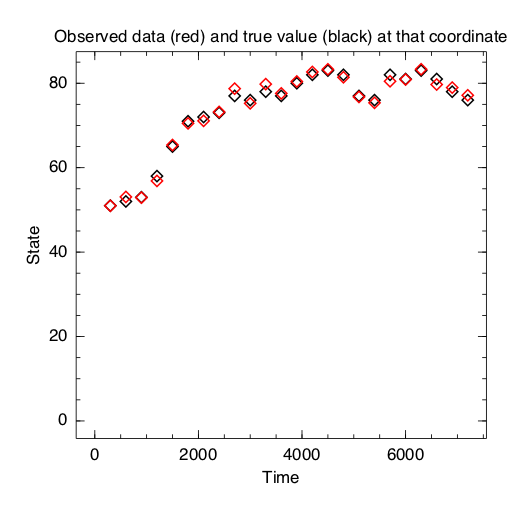 Observed data (red) and true value (black) at that coordinate
80
60
40
20
0
State
0 2000 4000 6000
Time